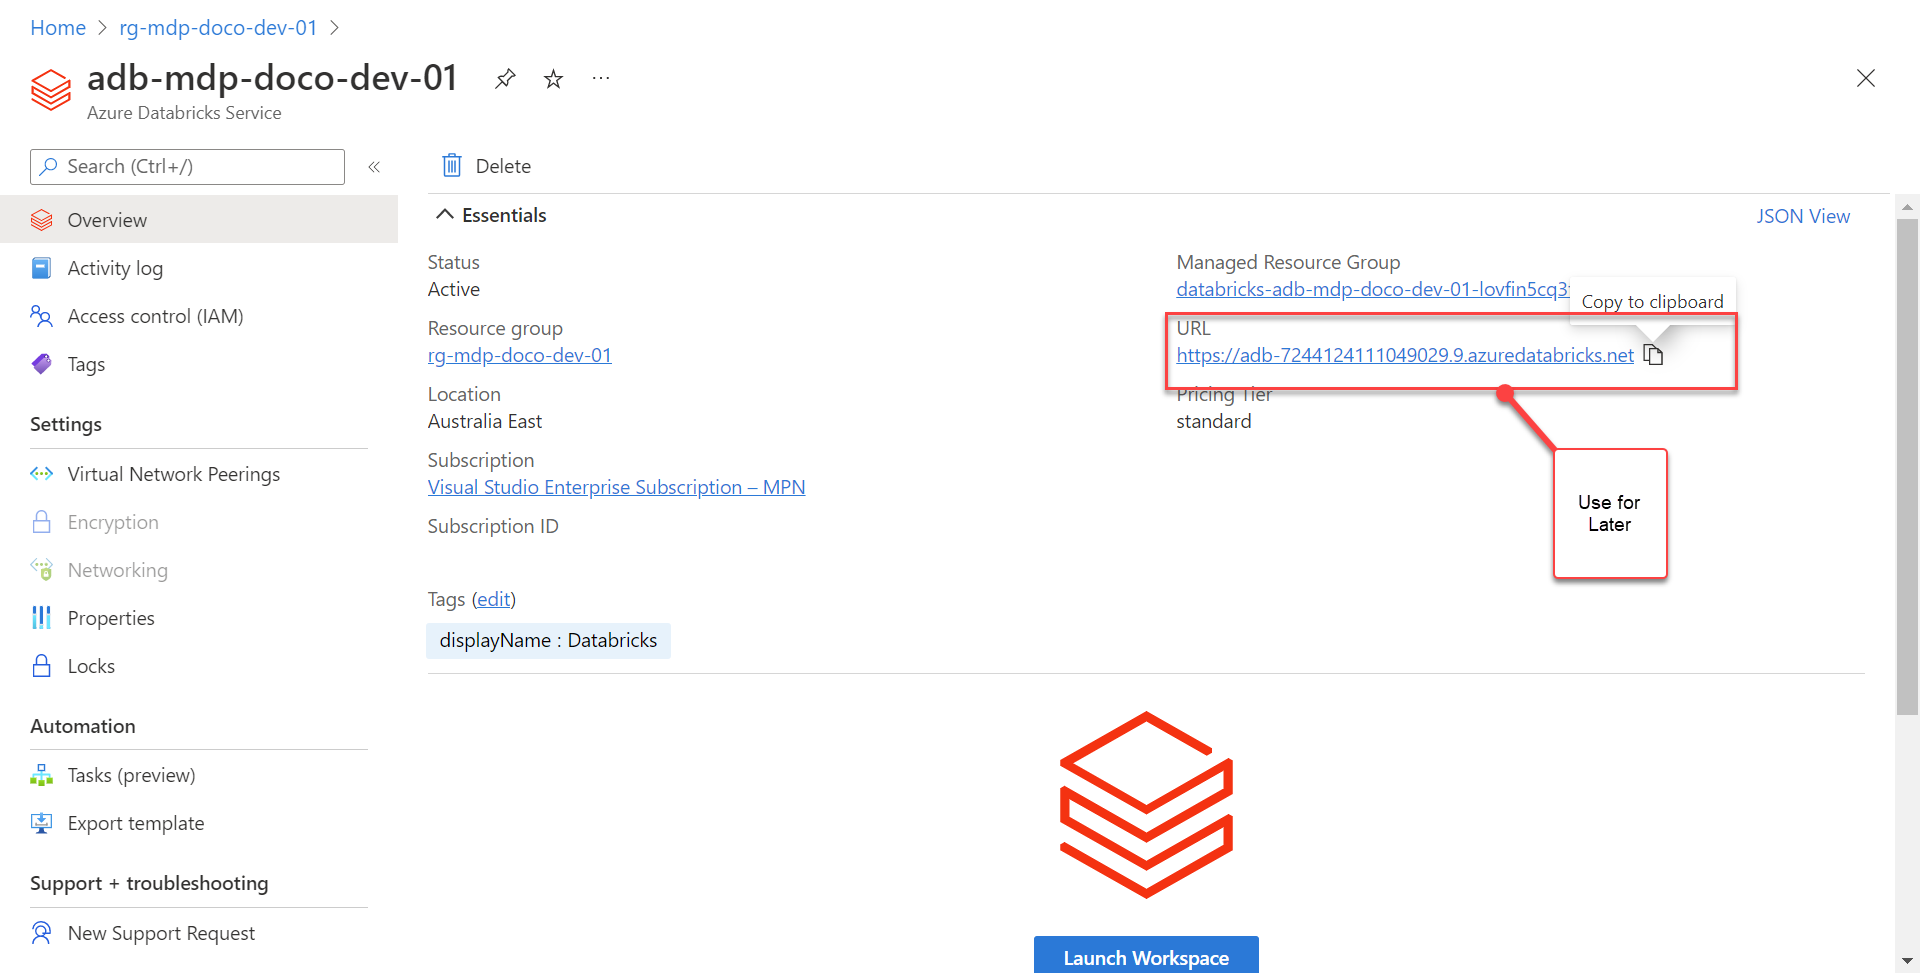 Home > rg-mdp-doco-dev-01 >
adb-mdp-doco-dev-01
Azure Databricks Service
Search (Ctrl+/)
«
Overview
Activity log
Access control (IAM)
Tags
Settings
Virtual Network Peerings
Encryption
Networking
Properties
Locks
Automation
Tasks (preview)
Export template
Support + troubleshooting
New Support Request
Delete
Essentials
JSON View
Status
Active
Resource group
rg-mdp-doco-dev-01
Location
Australia East
Subscription
Visual Studio Enterprise Subscription – MPN
Subscription ID
Managed Resource Group
databricks-adb-mdp-doco-dev-01-lovfin5cq3
Copy to clipboard
URL
https://adb-7244124111049029.9.azuredatabricks.net
Pricing Tier
standard
Use for
Later
Tags (edit)
displayName : Databricks
Launch Workspace